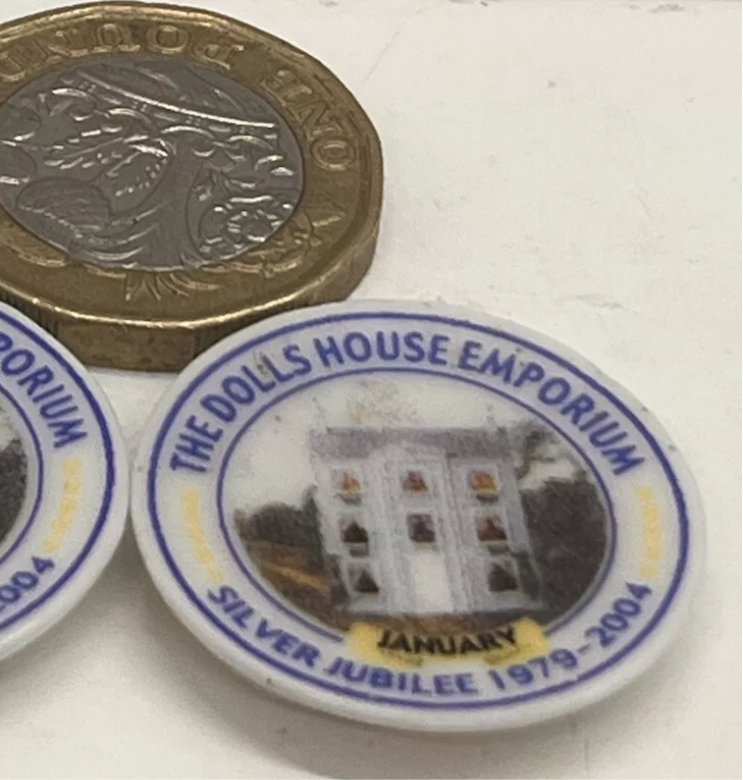 ONE POUND
THE DOLLS HOUSE EMPORIUM
JANUARY
SILVER JUBILEE 1979-2004
PORIUM
2004